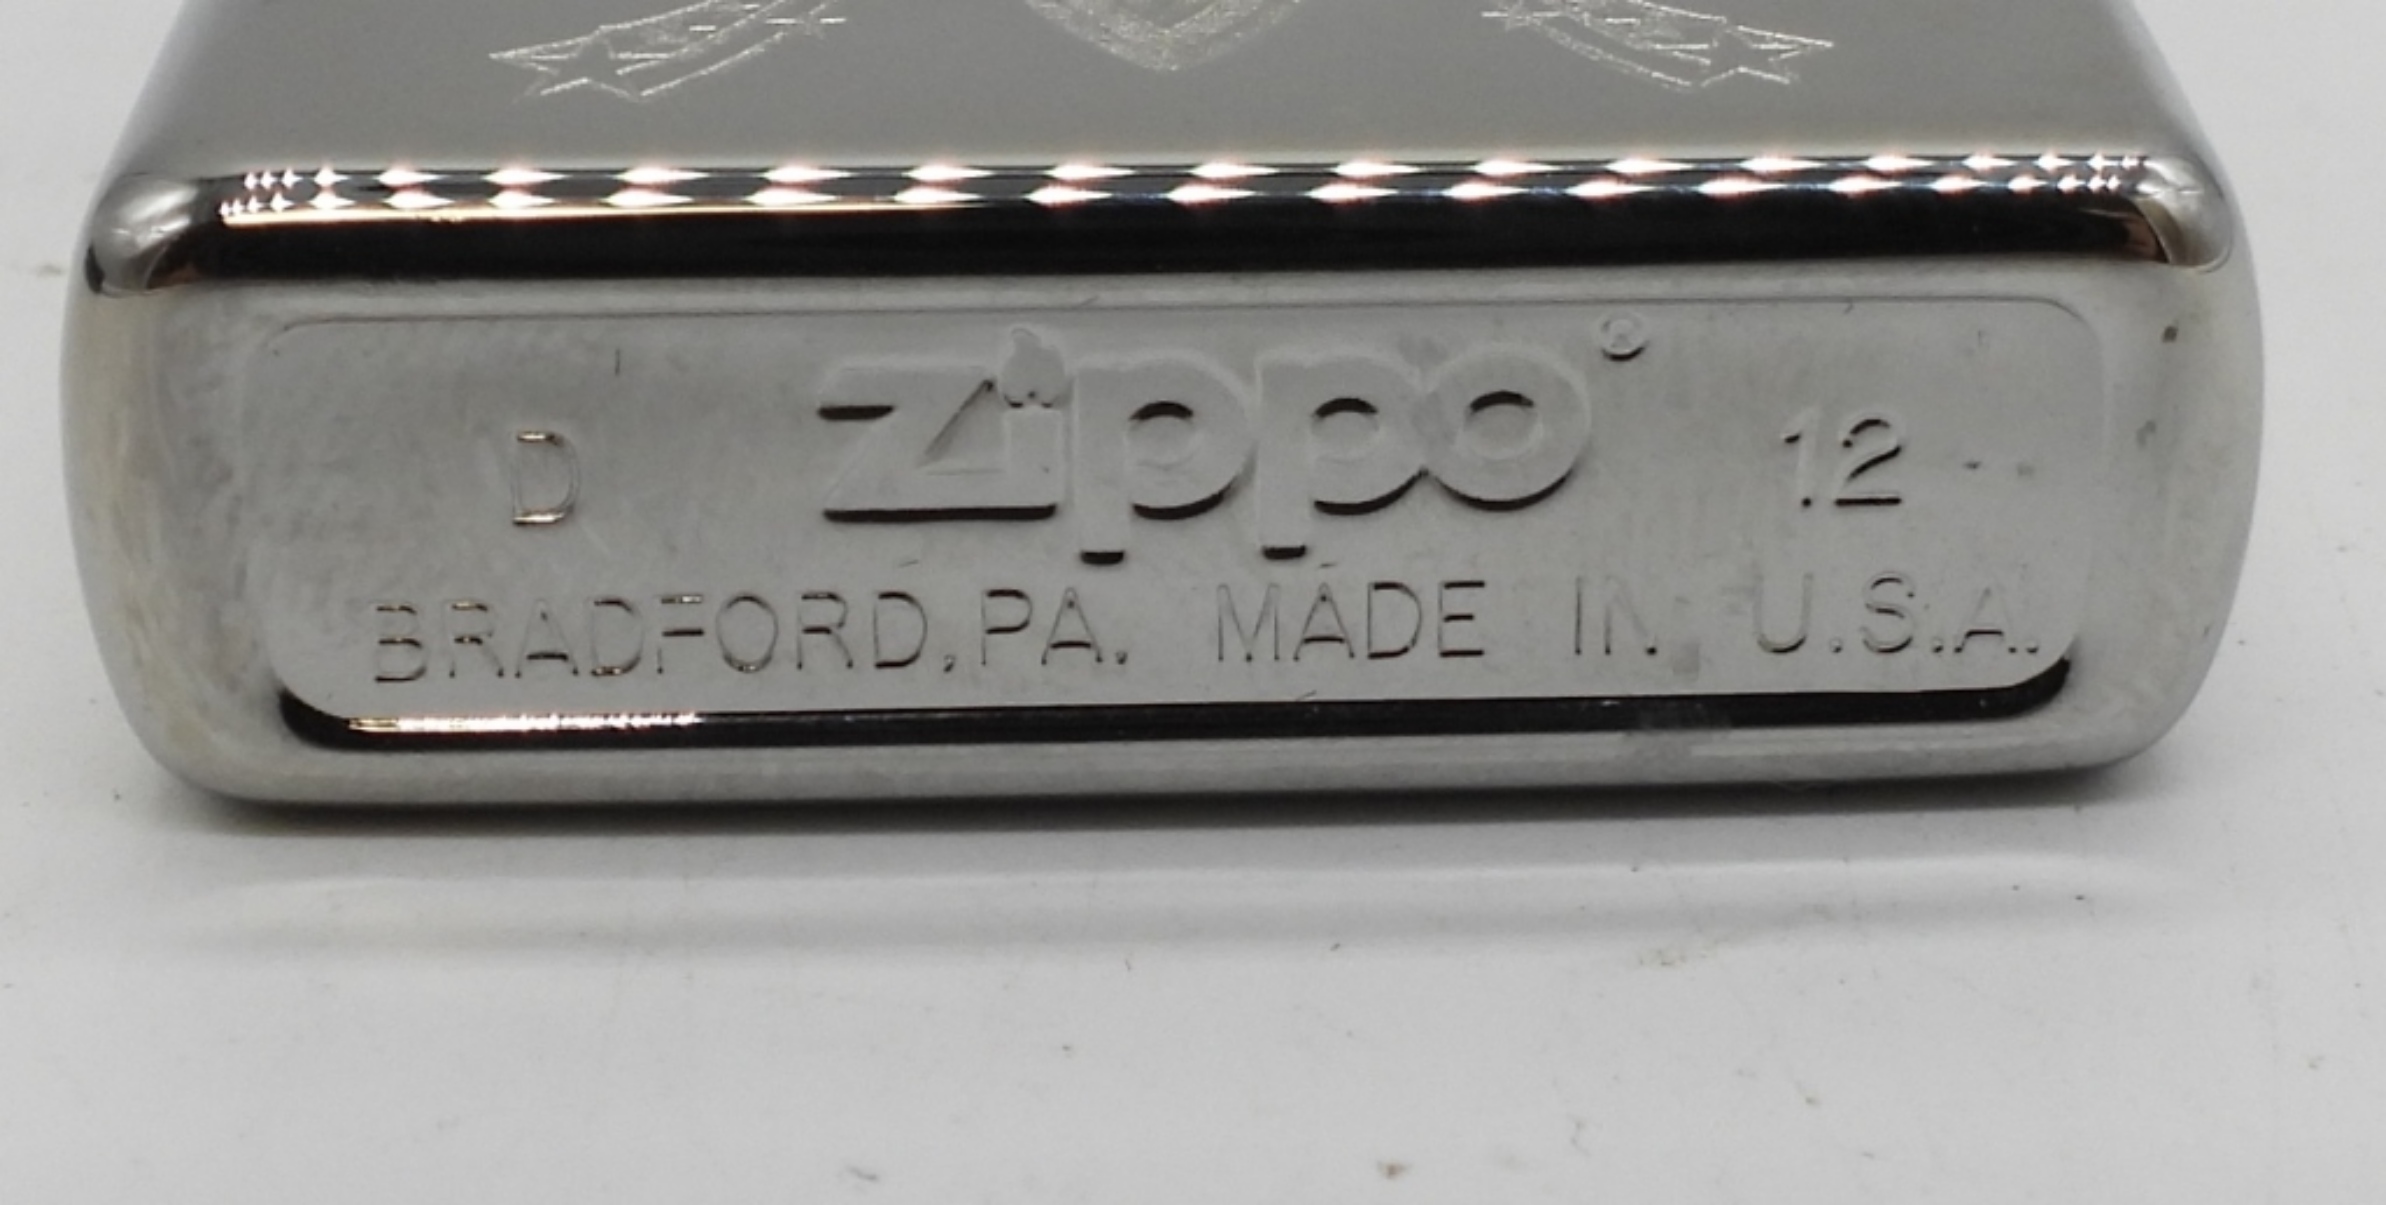 D Zippo® 12
BRADFORD,PA. MADE IN U.S.A.